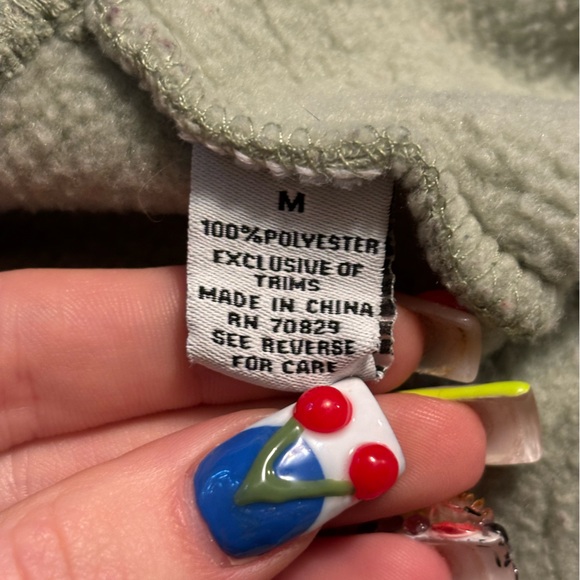 M
100%POLYESTER
EXCLUSIVE OF
TRIMS
MADE IN CHINA
RN 70829
SEE REVERSE
FOR CARE